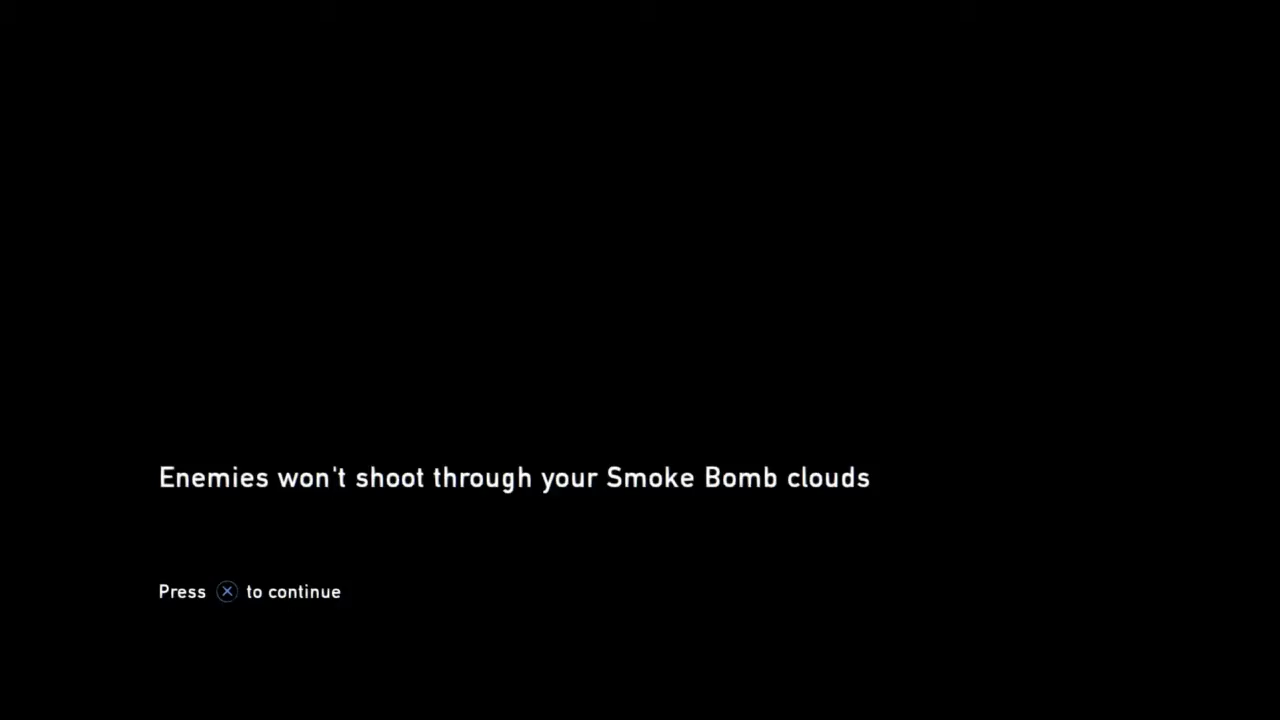 Enemies won't shoot through your Smoke Bomb clouds
Press ⓧ to continue